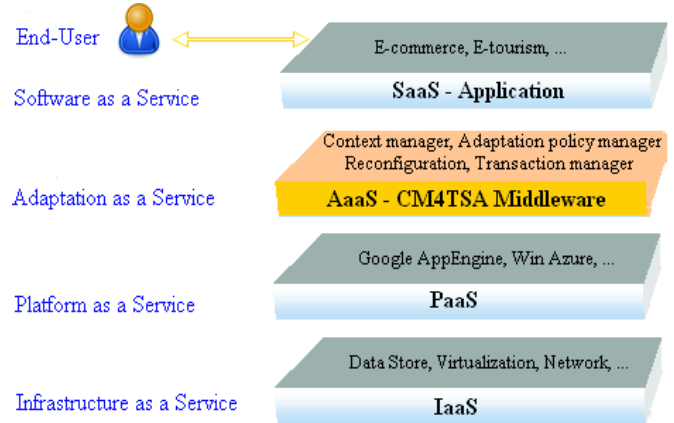 End-User
E-commerce, E-tourism, ...
Software as a Service
SaaS - Application
Context manager, Adaptation policy manager
Reconfiguration, Transaction manager
Adaptation as a Service
AaaS - CM4TSA Middleware
Google AppEngine, Win Azure, ...
Platform as a Service
PaaS
Data Store, Virtualization, Network, ...
Infrastructure as a Service
IaaS